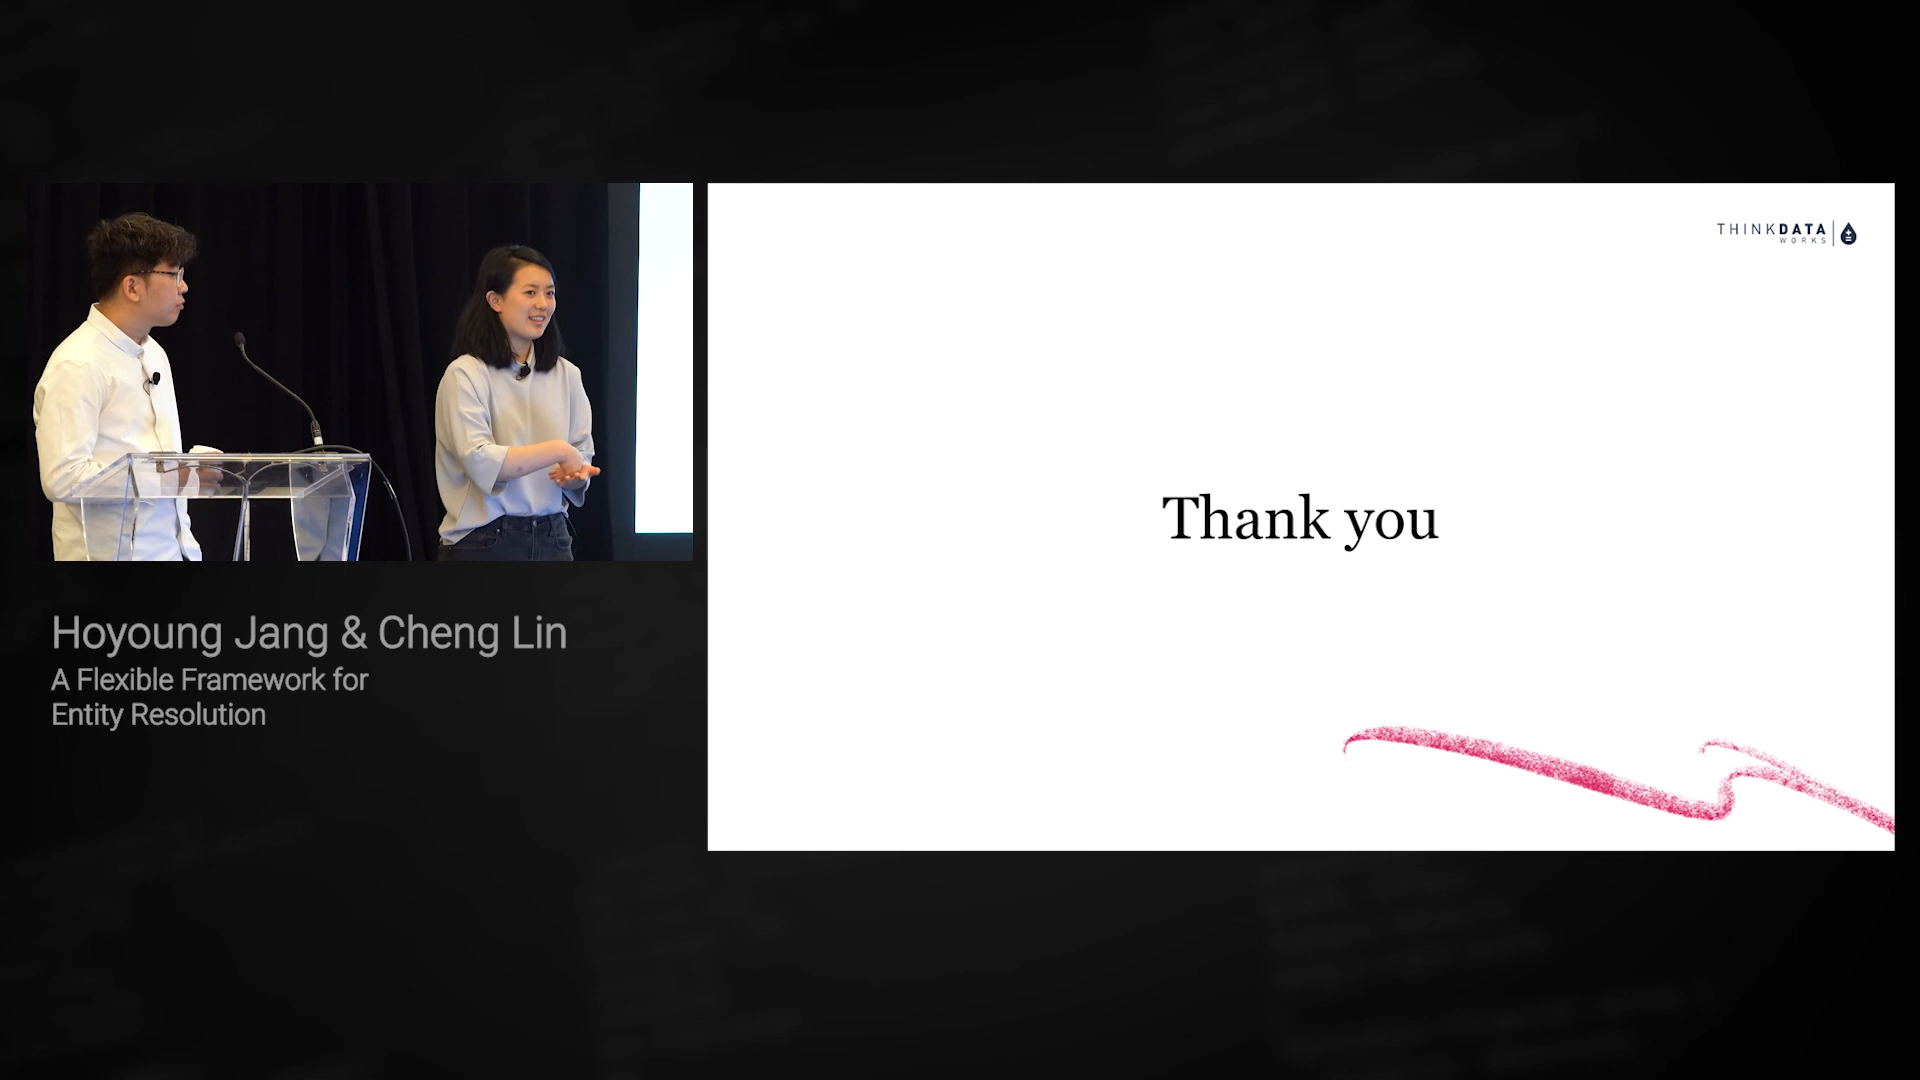 THINKDATA
WORKS
Thank you
Hoyoung Jang & Cheng Lin
A Flexible Framework for
Entity Resolution